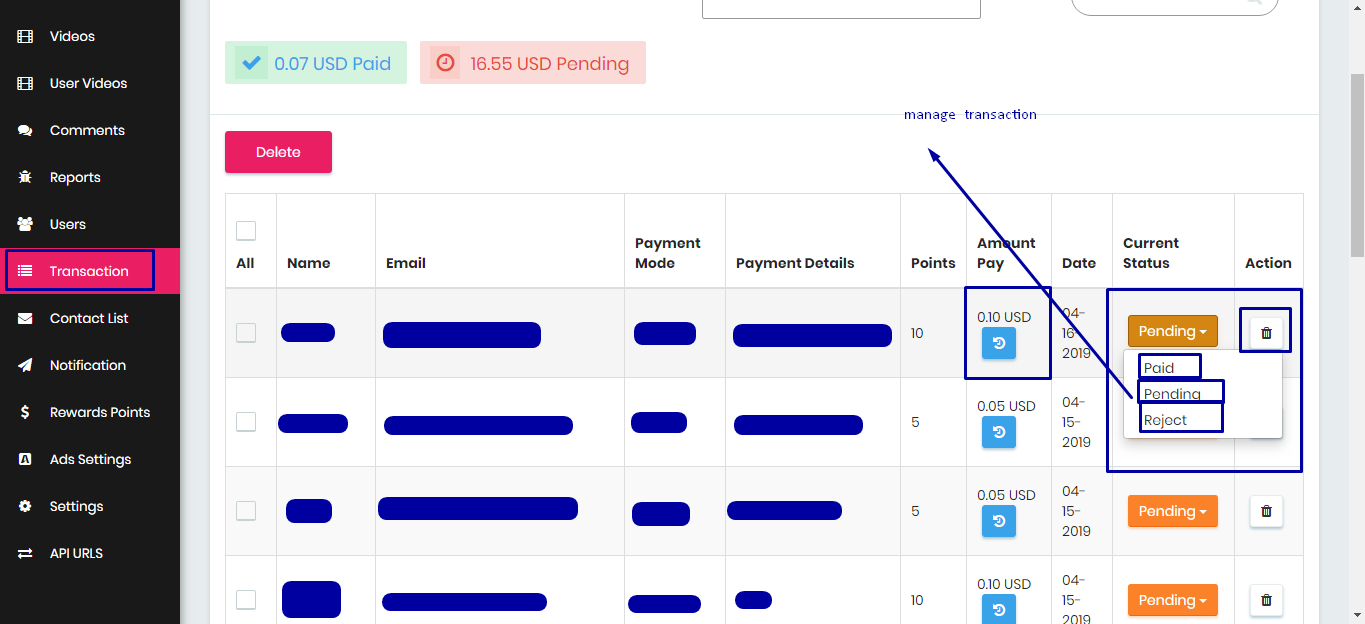 Videos
User Videos
Comments
Reports
Users
Transaction
Contact List
Notification
Rewards Points
Ads Settings
Settings
API URLS
0.07 USD Paid
16.55 USD Pending
manage transaction
Delete
All
Name
Email
Payment
Mode
Payment Details
Points
Amount
Pay
Date
Current
Status
Action
10
0.10 USD
04-
16-
2019
Pending
Paid
Pending
Reject
5
0.05 USD
04-
15-
2019
5
0.05 USD
04-
15-
2019
Pending
10
0.10 USD
04-
15-
2019
Pending